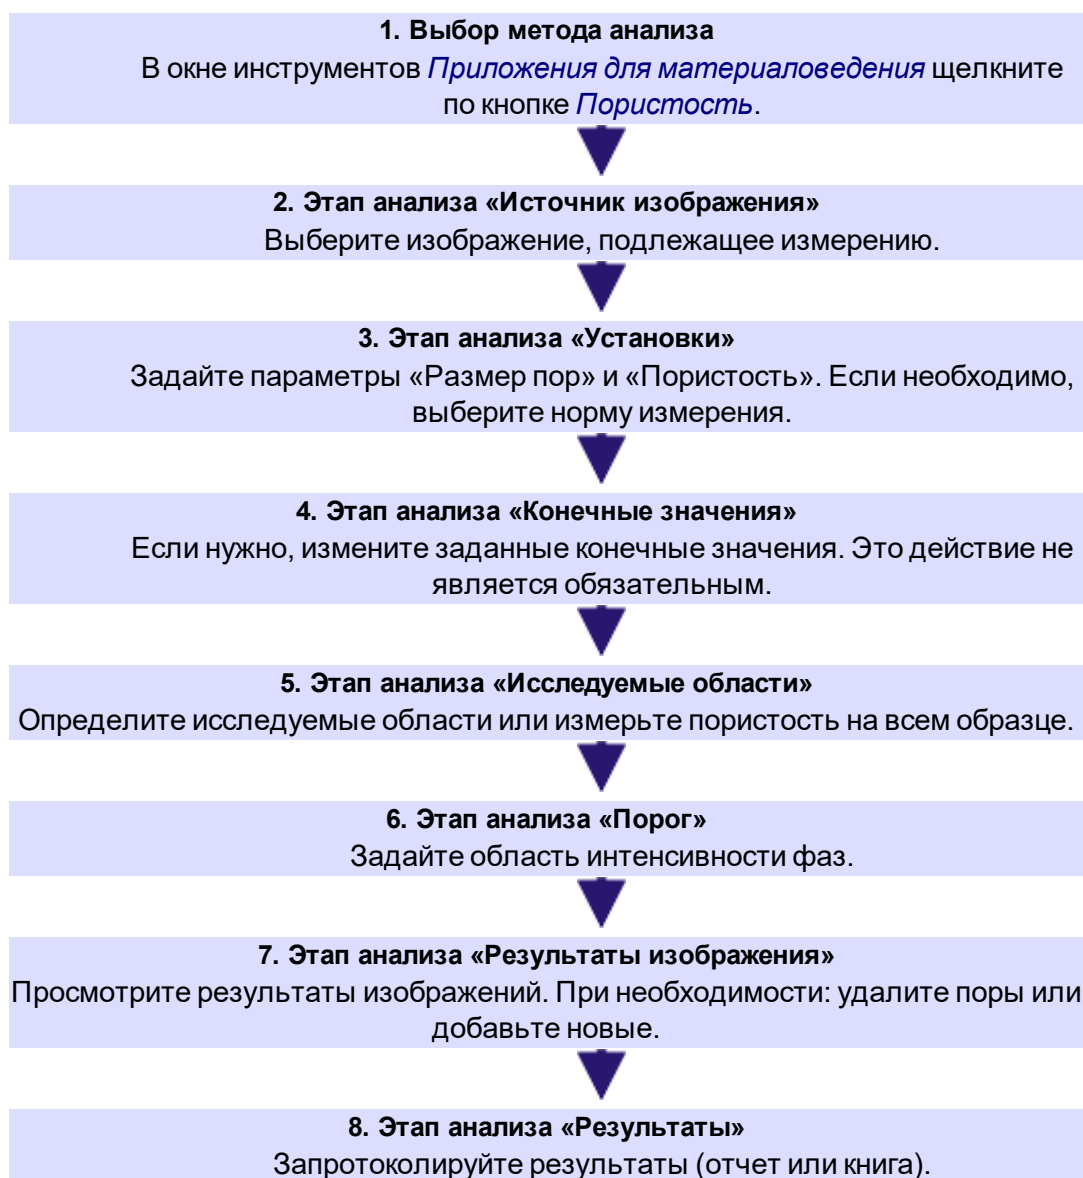 1. Выбор метода анализа
В окне инструментов Приложения для материаловедения щелкните
по кнопке Пористость.
2. Этап анализа «Источник изображения»
Выберите изображение, подлежащее измерению.
3. Этап анализа «Установки»
Задайте параметры «Размер пор» и «Пористость». Если необходимо,
выберите норму измерения.
4. Этап анализа «Конечные значения»
Если нужно, измените заданные конечные значения. Это действие не
является обязательным.
5. Этап анализа «Исследуемые области»
Определите исследуемые области или измерьте пористость на всем образце.
6. Этап анализа «Порог»
Задайте область интенсивности фаз.
7. Этап анализа «Результаты изображения»
Просмотрите результаты изображений. При необходимости: удалите поры или
добавьте новые.
8. Этап анализа «Результаты»
Запротоколируйте результаты (отчет или книга).